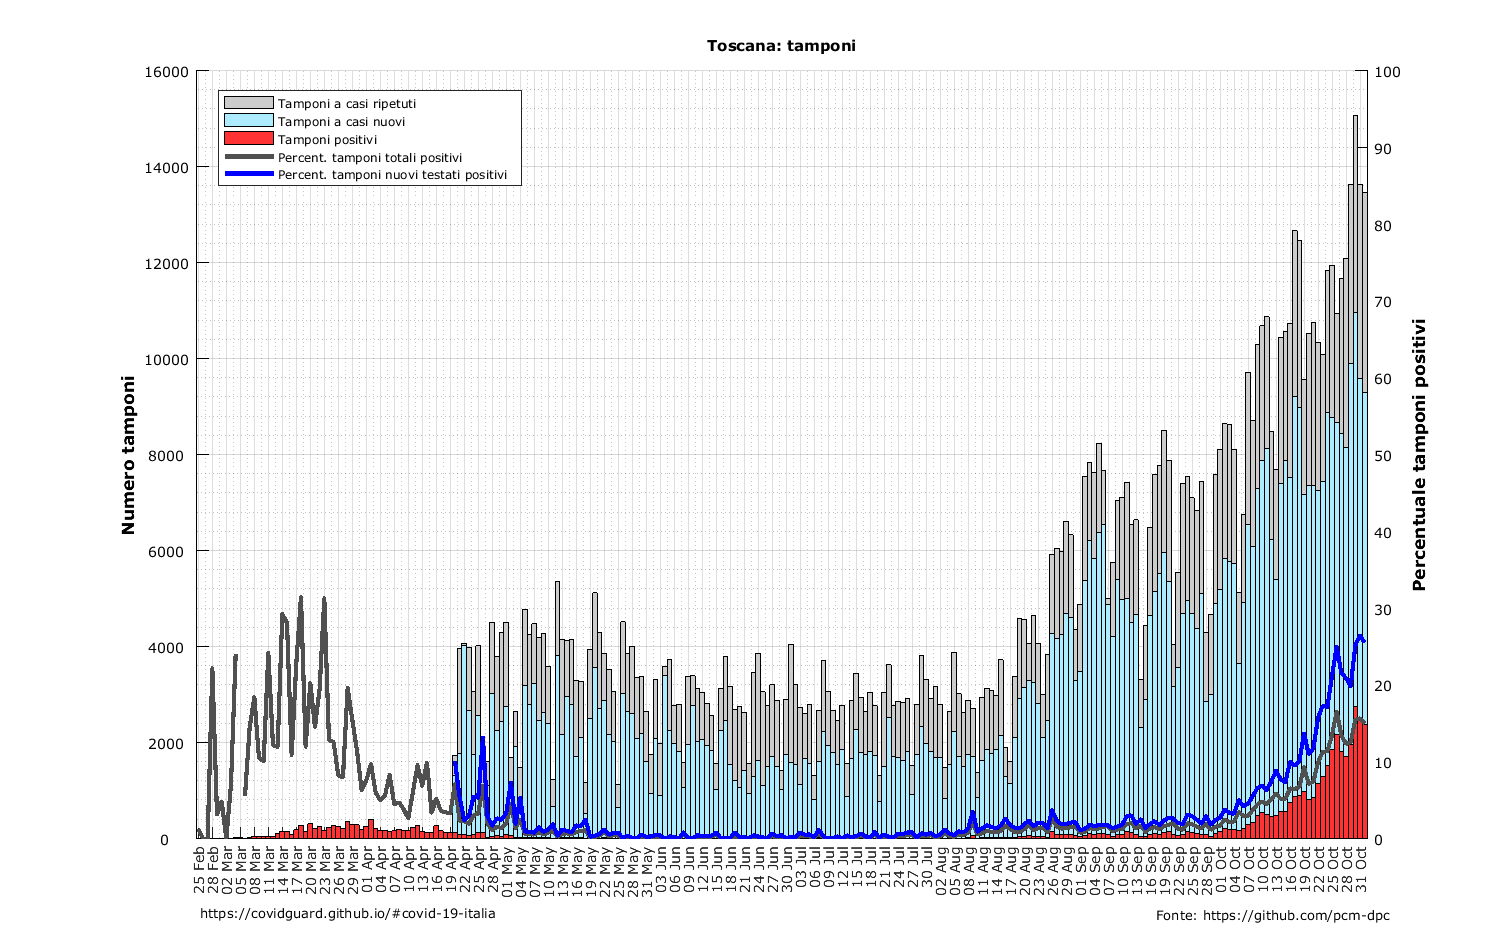 Toscana: tamponi
16000
14000
12000
10000
8000
6000
4000
2000
0
100
90
80
70
60
50
40
30
20
10
0
Numero tamponi
Percentuale tamponi positivi
Tamponi a casi ripetuti
Tamponi a casi nuovi
Tamponi positivi
Percent. tamponi totali positivi
Percent. tamponi nuovi testati positivi
25 Feb
28 Feb
02 Mar
05 Mar
08 Mar
11 Mar
14 Mar
17 Mar
20 Mar
23 Mar
26 Mar
29 Mar
01 Apr
04 Apr
07 Apr
10 Apr
13 Apr
16 Apr
19 Apr
22 Apr
25 Apr
28 Apr
01 May
04 May
07 May
10 May
13 May
16 May
19 May
22 May
25 May
28 May
31 May
03 Jun
06 Jun
09 Jun
12 Jun
15 Jun
18 Jun
21 Jun
24 Jun
27 Jun
30 Jun
03 Jul
06 Jul
09 Jul
12 Jul
15 Jul
18 Jul
21 Jul
24 Jul
27 Jul
30 Jul
02 Aug
05 Aug
08 Aug
11 Aug
14 Aug
17 Aug
20 Aug
23 Aug
26 Aug
29 Aug
01 Sep
04 Sep
07 Sep
10 Sep
13 Sep
16 Sep
19 Sep
22 Sep
25 Sep
28 Sep
01 Oct
04 Oct
07 Oct
10 Oct
13 Oct
16 Oct
19 Oct
22 Oct
25 Oct
28 Oct
31 Oct
https://covidguard.github.io/#covid-19-italia
Fonte: https://github.com/pcm-dpc